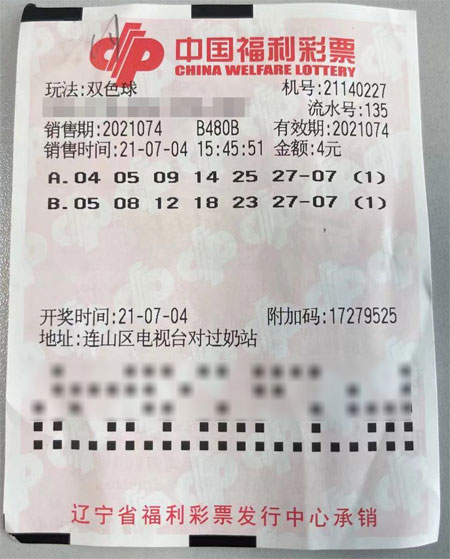 中国福利彩票
CHINA WELFARE LOTTERY
玩法:双色球 机号:21140227
流水号:135
销售期:2021074 B480B 有效期:2021074
销售时间:21-07-04 15:45:51 金额:4元
A.04 05 09 14 25 27-07 (1)
B.05 08 12 18 23 27-07 (1)
开奖时间:21-07-04 附加码:17279525
地址:连山区电视台对过奶站
辽宁省福利彩票发行中心承销